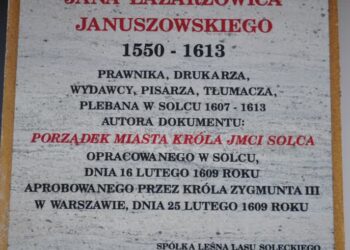 JANA ŁAZARZOWICA
JANUSZOWSKIEGO
1550 - 1613
PRAWNIKA, DRUKARZA,
WYDAWCY, PISARZA, TŁUMACZA,
PLEBANA W SOLCU 1607 - 1613
AUTORA DOKUMENTU:
PORZĄDEK MIASTA KRÓLA JMCI SOLCA
OPRACOWANEGO W SOLCU,
DNIA 16 LUTEGO 1609 ROKU
APROBOWANEGO PRZEZ KRÓLA ZYGMUNTA III
W WARSZAWIE, DNIA 25 LUTEGO 1609 ROKU
SPÓŁKA LEŚNA LASU SOLECKIEGO